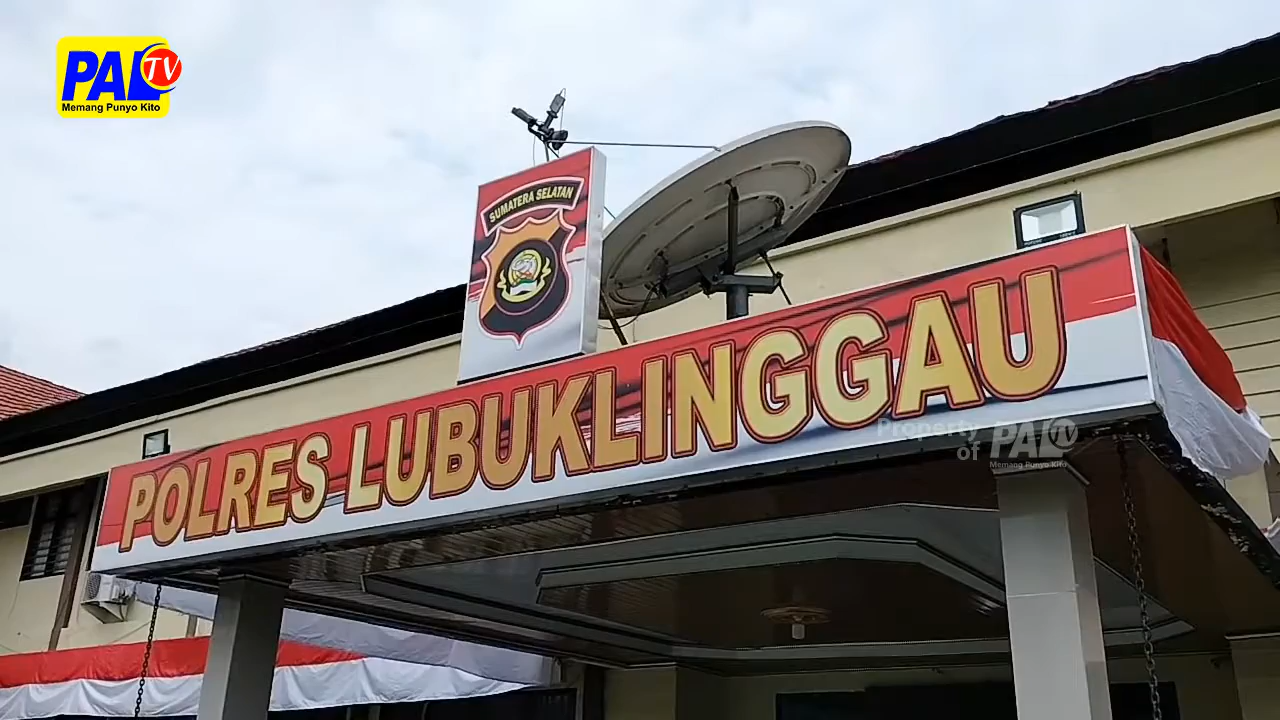 PAL TV
Memang Punyo Kito
SUMATERA SELATAN
POLRES LUBUKLINGGAU
Property
of PAL TV
Memang Punyo Kito